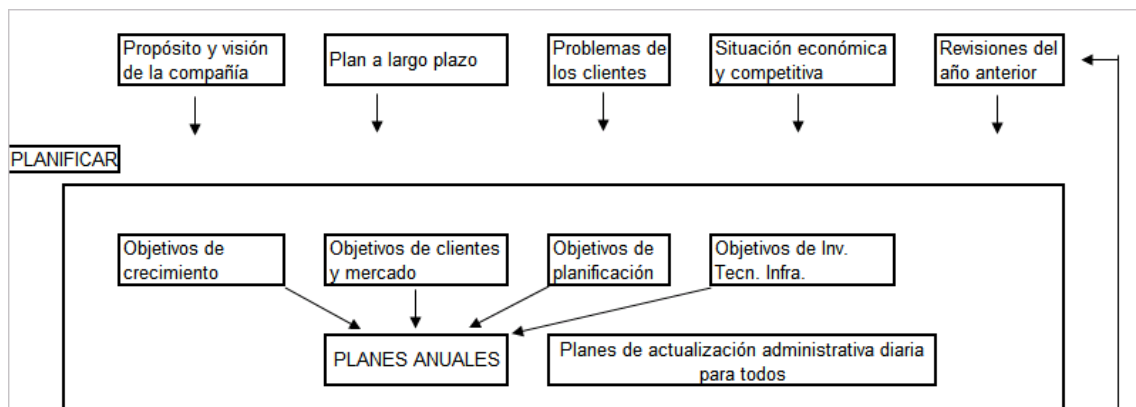 Propósito y visión
de la compañía
Plan a largo plazo
Problemas de
los clientes
Situación económica
y competitiva
Revisiones del
año anterior
PLANIFICAR
Objetivos de
crecimiento
Objetivos de clientes
y mercado
Objetivos de
planificación
Objetivos de Inv.
Tecn. Infra.
PLANES ANUALES
Planes de actualización administrativa diaria
para todos